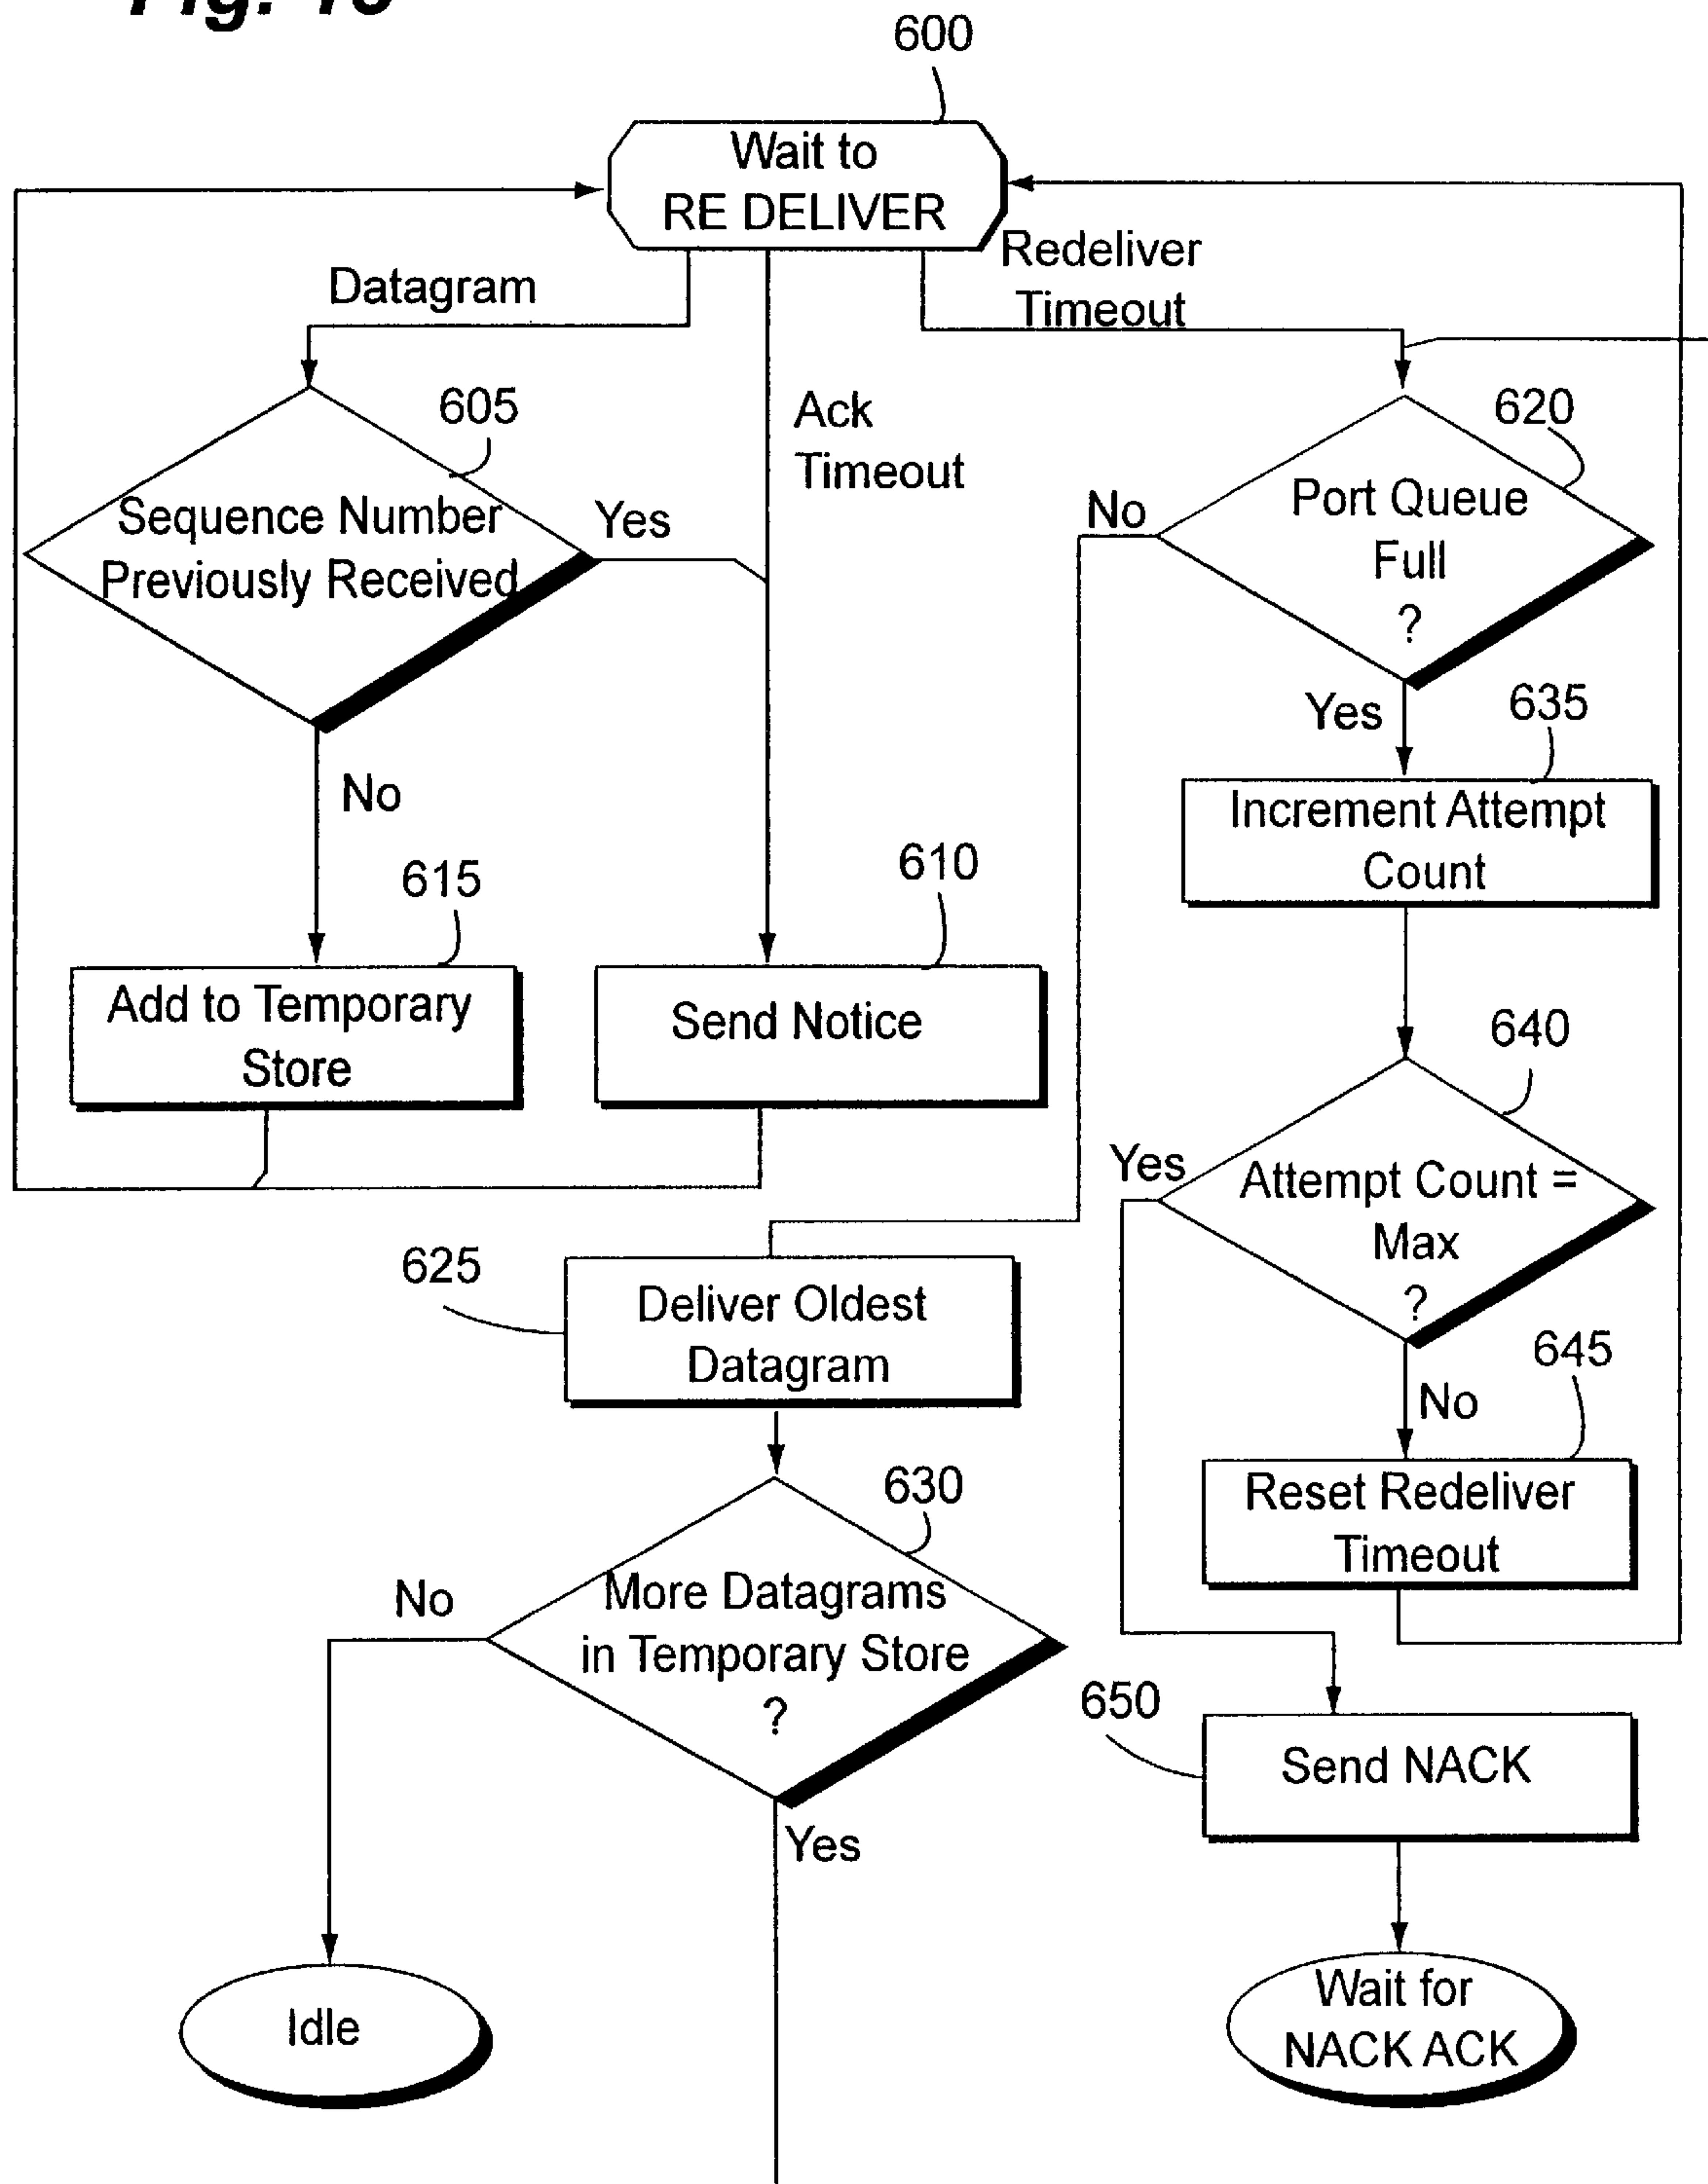 Fig.
600
Wait to
RE DELIVER
Datagram
Redeliver
Timeout
Ack
Timeout
605
Sequence Number
Previously Received
Yes
No
620
Port Queue
Full
?
No
Yes
635
Increment Attempt
Count
615
Add to Temporary
Store
610
Send Notice
640
Attempt Count =
Max
?
Yes
No
625
Deliver Oldest
Datagram
645
Reset Redeliver
Timeout
630
More Datagrams
in Temporary Store
?
No
Yes
650
Send NACK
Idle
Wait for
NACK ACK